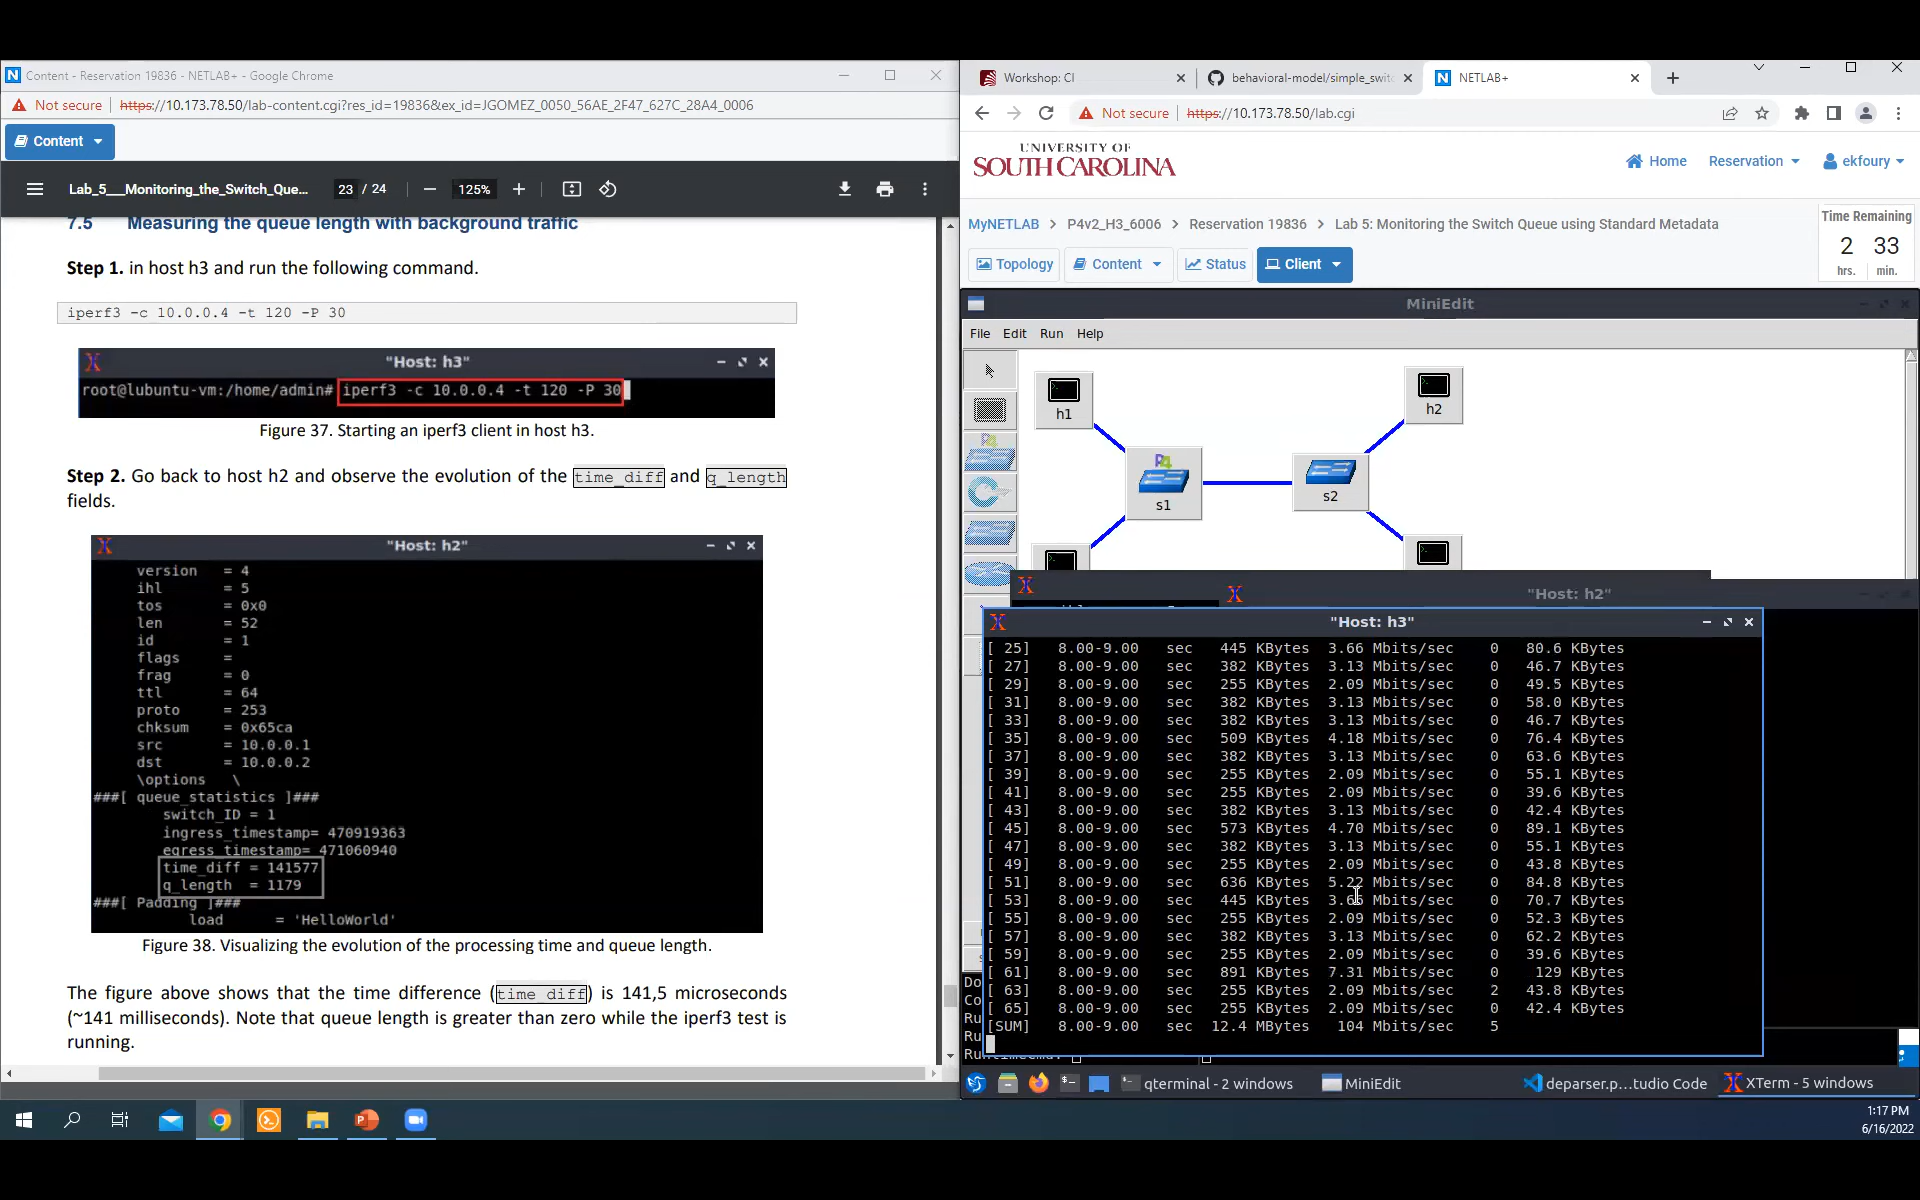 Content - Reservation 19836 - NETLAB+ - Google Chrome
Not secure https://10.173.78.50/lab-content.cgi?res_id=19836&ex_id=JGOMEZ_0050_56AE_2F47_627C_28A4_0006
Content
Lab_5__Monitoring_the_Switch_Que... 23 / 24 125%
7.5 Measuring the queue length with background traffic
Step 1. in host h3 and run the following command.
iperf3 -c 10.0.0.4 -t 120 -P 30
"Host: h3"
root@lubuntu-vm:/home/admin# iperf3 -c 10.0.0.4 -t 120 -P 30
Figure 37. Starting an iperf3 client in host h3.
Step 2. Go back to host h2 and observe the evolution of the time_diff and q_length
fields.
"Host: h2"
version = 4
ihl = 5
tos = 0x0
len = 52
id = 1
flags =
frag = 0
ttl = 64
proto = 253
chksum = 0x65ca
src = 10.0.0.1
dst = 10.0.0.2
\options \
###[ queue_statistics ]###
switch_ID = 1
ingress_timestamp= 470919363
egress_timestamp= 471060940
time_diff = 141577
q_length = 1179
###[ Padding ]###
load = 'HelloWorld'
Figure 38. Visualizing the evolution of the processing time and queue length.
The figure above shows that the time difference (time_diff) is 141,5 microseconds
(~141 milliseconds). Note that queue length is greater than zero while the iperf3 test is
running.
Workshop: CI
behavioral-model/simple_swit
NETLAB+
Not secure https://10.173.78.50/lab.cgi
UNIVERSITY OF
SOUTH CAROLINA
Home Reservation ekfoury
MyNETLAB > P4v2_H3_6006 > Reservation 19836 > Lab 5: Monitoring the Switch Queue using Standard Metadata
Time Remaining
2 33
hrs. min.
Topology Content Status Client
MiniEdit
File Edit Run Help
h1
h2
P4
s1
s2
"Host: h2"
"Host: h3"
[ 25] 8.00-9.00 sec 445 KBytes 3.66 Mbits/sec 0 80.6 KBytes
[ 27] 8.00-9.00 sec 382 KBytes 3.13 Mbits/sec 0 46.7 KBytes
[ 29] 8.00-9.00 sec 255 KBytes 2.09 Mbits/sec 0 49.5 KBytes
[ 31] 8.00-9.00 sec 382 KBytes 3.13 Mbits/sec 0 58.0 KBytes
[ 33] 8.00-9.00 sec 382 KBytes 3.13 Mbits/sec 0 46.7 KBytes
[ 35] 8.00-9.00 sec 509 KBytes 4.18 Mbits/sec 0 76.4 KBytes
[ 37] 8.00-9.00 sec 382 KBytes 3.13 Mbits/sec 0 63.6 KBytes
[ 39] 8.00-9.00 sec 255 KBytes 2.09 Mbits/sec 0 55.1 KBytes
[ 41] 8.00-9.00 sec 255 KBytes 2.09 Mbits/sec 0 39.6 KBytes
[ 43] 8.00-9.00 sec 382 KBytes 3.13 Mbits/sec 0 42.4 KBytes
[ 45] 8.00-9.00 sec 573 KBytes 4.70 Mbits/sec 0 89.1 KBytes
[ 47] 8.00-9.00 sec 382 KBytes 3.13 Mbits/sec 0 55.1 KBytes
[ 49] 8.00-9.00 sec 255 KBytes 2.09 Mbits/sec 0 43.8 KBytes
[ 51] 8.00-9.00 sec 636 KBytes 5.22 Mbits/sec 0 84.8 KBytes
[ 53] 8.00-9.00 sec 445 KBytes 3.66 Mbits/sec 0 70.7 KBytes
[ 55] 8.00-9.00 sec 255 KBytes 2.09 Mbits/sec 0 52.3 KBytes
[ 57] 8.00-9.00 sec 382 KBytes 3.13 Mbits/sec 0 62.2 KBytes
[ 59] 8.00-9.00 sec 255 KBytes 2.09 Mbits/sec 0 39.6 KBytes
[ 61] 8.00-9.00 sec 891 KBytes 7.31 Mbits/sec 0 129 KBytes
[ 63] 8.00-9.00 sec 255 KBytes 2.09 Mbits/sec 2 43.8 KBytes
[ 65] 8.00-9.00 sec 255 KBytes 2.09 Mbits/sec 0 42.4 KBytes
[SUM] 8.00-9.00 sec 12.4 MBytes 104 Mbits/sec 5
Do
Co
Ru
Ru
qterminal - 2 windows
MiniEdit
deparser.p...tudio Code
XTerm - 5 windows
1:17 PM
6/16/2022